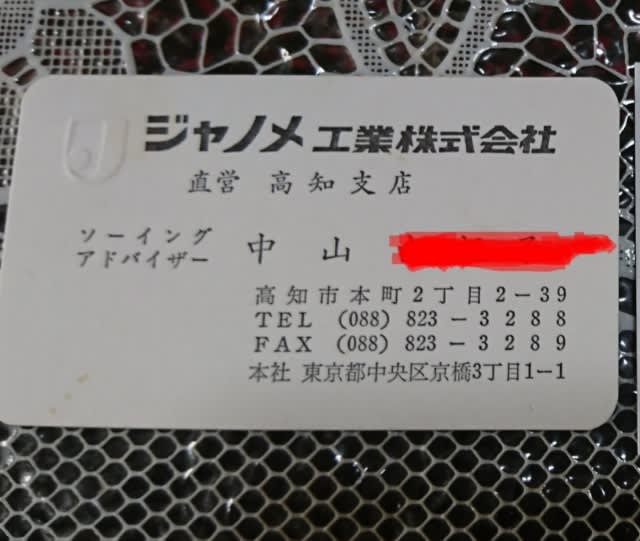 ジャノメ工業株式会社
直営 高知支店
ソーイング
アドバイザー
中山
高知市本町2丁目2-39
TEL (088) 823-3288
FAX (088) 823-3289
本社 東京都中央区京橋3丁目1-1